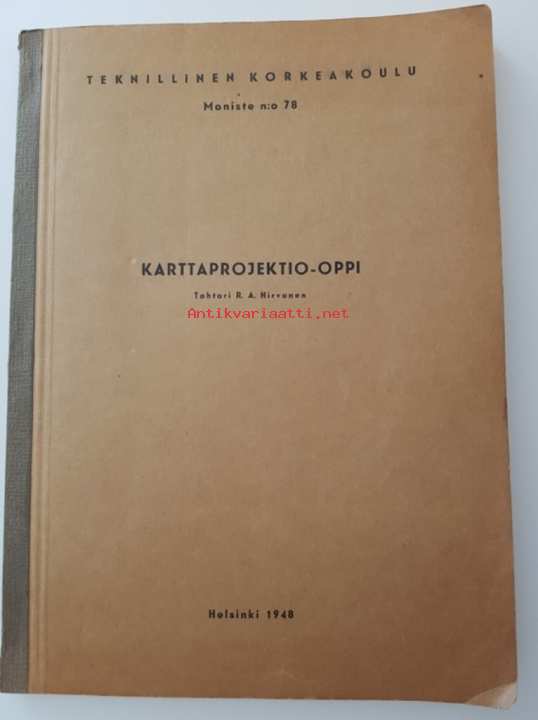 TEKNILLINEN KORKEAKOULU
Moniste n:o 78
KARTTAPROJEKTIO-OPPI
Tohtori R. A. Hirvonen
Antikvariaatti.net
Helsinki 1948